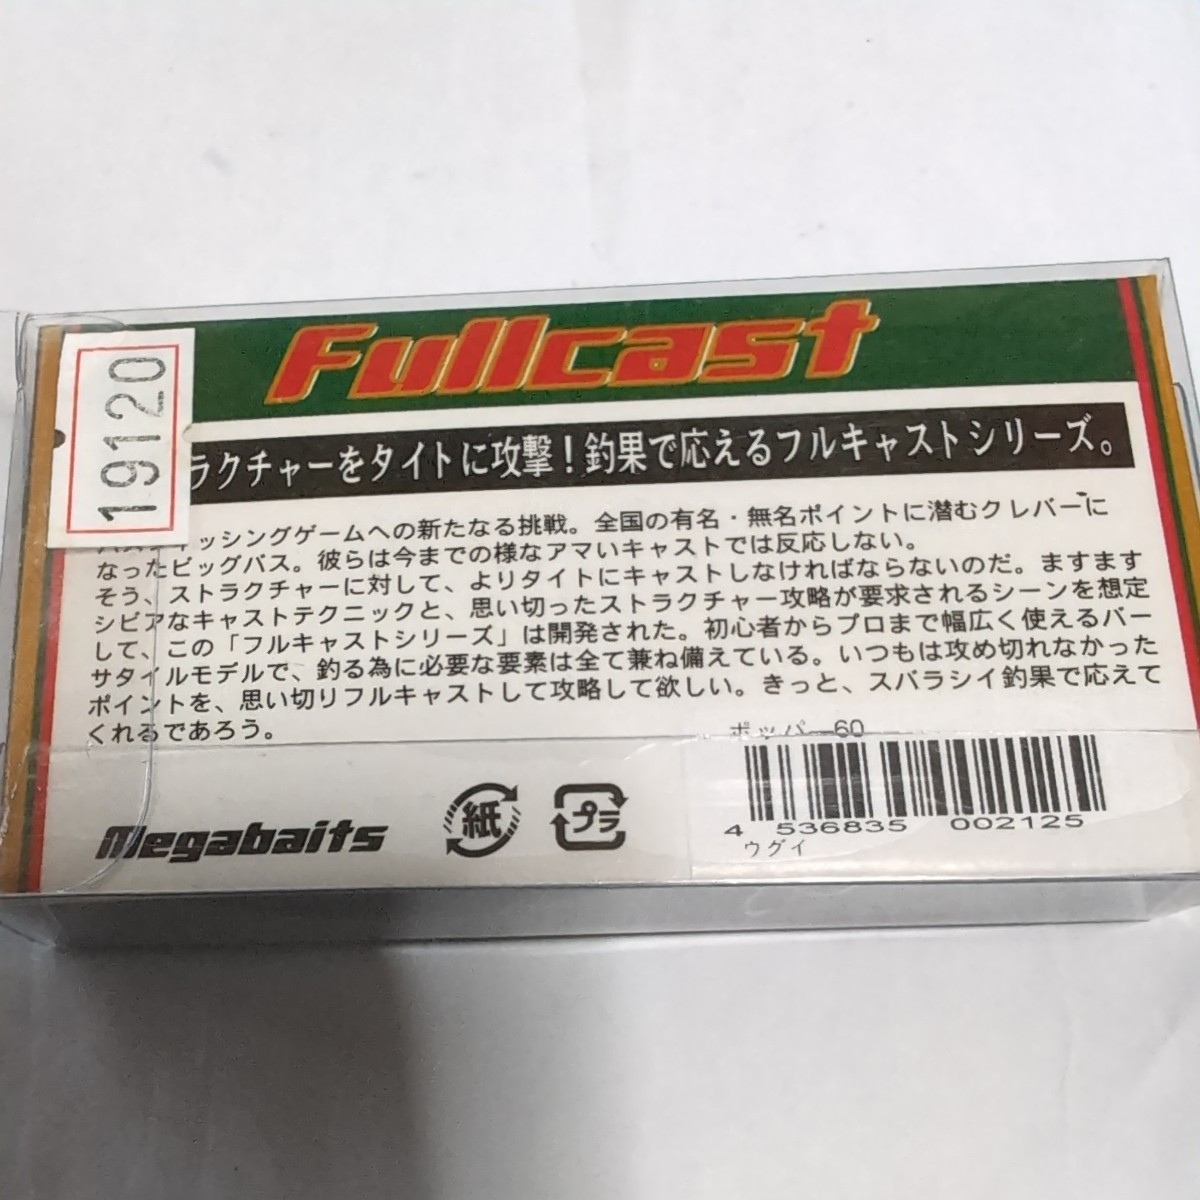 Fullcast
19120
ラクチャーをタイトに攻撃！釣果で応えるフルキャストシリーズ。
ィッシングゲームへの新たなる挑戦。全国の有名・無名ポイントに潜むクレバーに
なったビッグバス。彼らは今までの様なアマいキャストでは反応しない。
そう、ストラクチャーに対して、よりタイトにキャストしなければならないのだ。ますます
シビアなキャストテクニックと、思い切ったストラクチャー攻略が要求されるシーンを想定
して、この「フルキャストシリーズ」は開発された。初心者からプロまで幅広く使えるバー
サタイルモデルで、釣る為に必要な要素は全て兼ね備えている。いつもは攻め切れなかった
ポイントを、思い切りフルキャストして攻略して欲しい。きっと、スバラシイ釣果で応えて
くれるであろう。
ポッパー60
Megabaits
紙
プラ
4 536835 002125
ウグイ